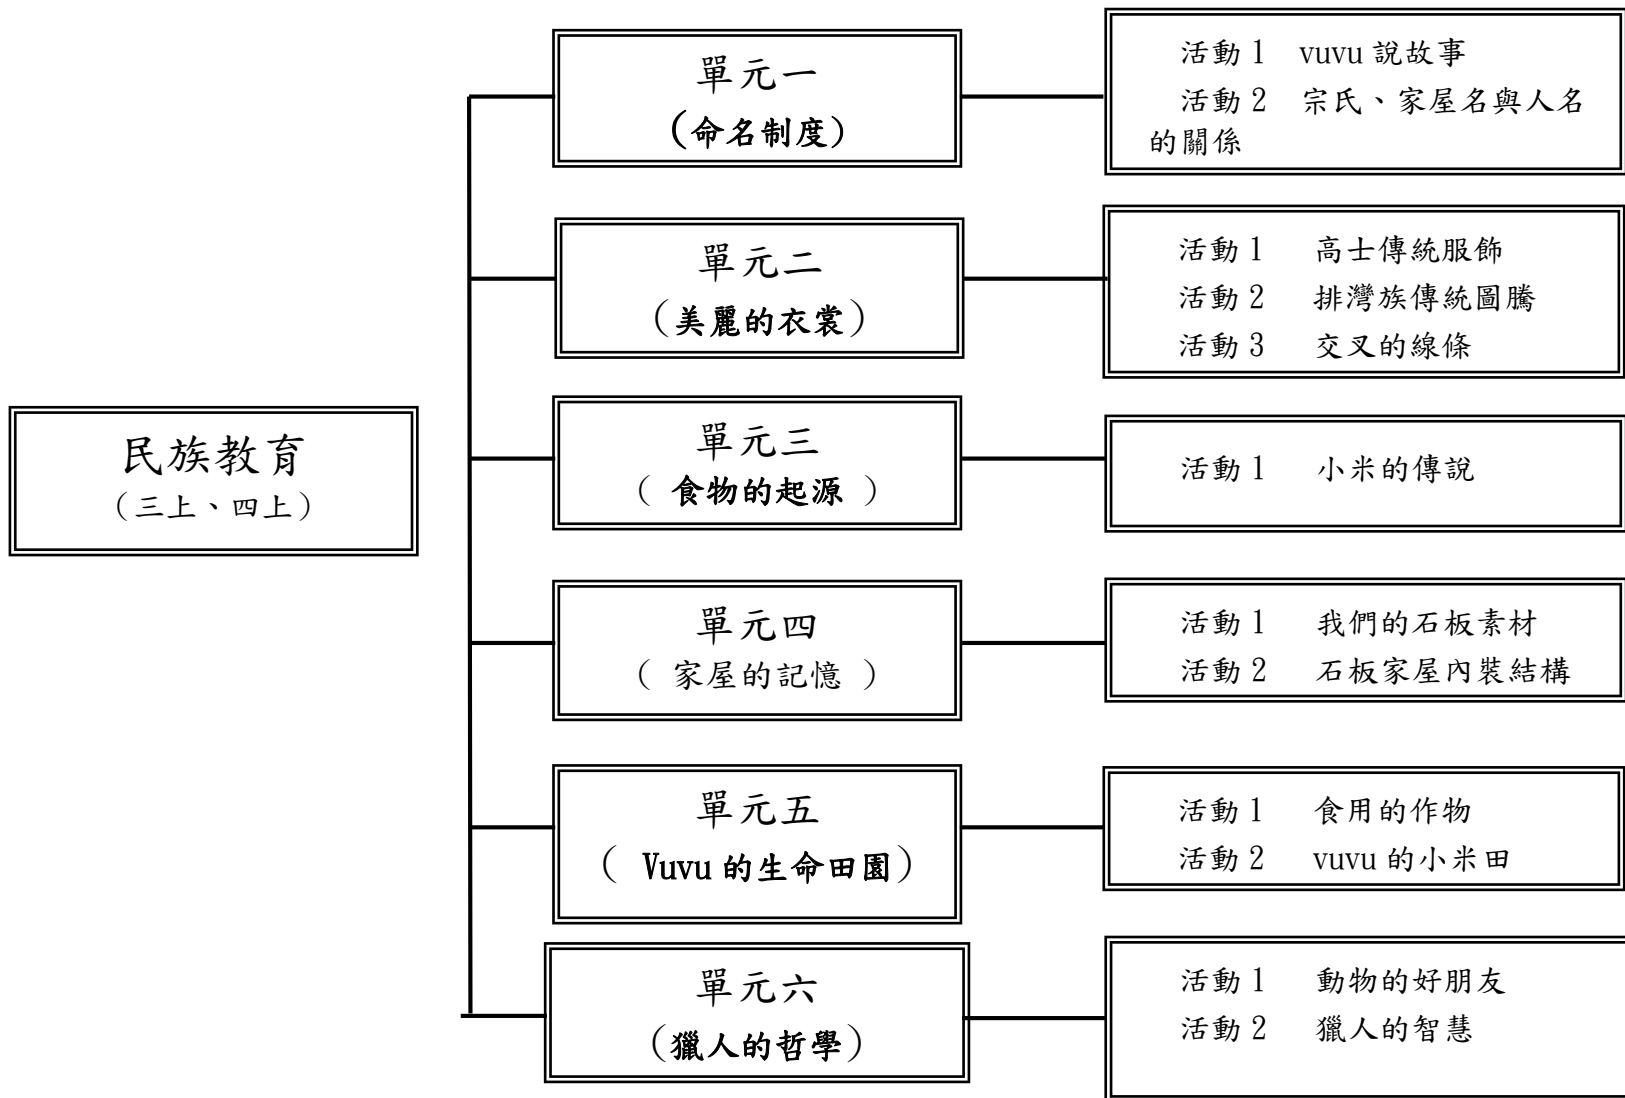 民族教育
（三上、四上）
單元一
(命名制度)
活動 1 vuvu 說故事
活動 2 宗氏、家屋名與人名
的關係
單元二
（美麗的衣裳）
活動 1 高士傳統服飾
活動 2 排灣族傳統圖騰
活動 3 交叉的線條
單元三
（ 食物的起源 ）
活動 1 小米的傳說
單元四
（ 家屋的記憶 ）
活動 1 我們的石板素材
活動 2 石板家屋內裝結構
單元五
（ Vuvu 的生命田園）
活動 1 食用的作物
活動 2 vuvu 的小米田
單元六
（獵人的哲學）
活動 1 動物的好朋友
活動 2 獵人的智慧